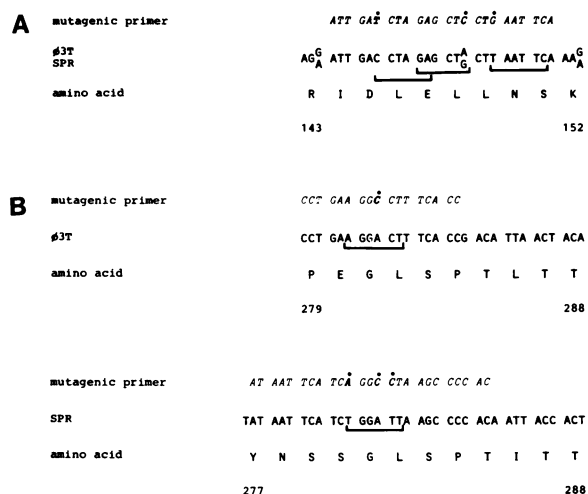 A
mutagenic primer ATT GAT CTA GAG CTC CTG AAT TCA
G A G
ø3T AG ATT GAC CTA GAG CT CTT AAT TCA AA
SPR A G A
amino acid R I D L E L L N S K
143 152
B
mutagenic primer CCT GAA GGC CTT TCA CC
ø3T CCT GAA GGA CTT TCA CCG ACA TTA ACT ACA
amino acid P E G L S P T L T T
279 288
mutagenic primer AT AAT TCA TCA GGC CTA AGC CCC AC
SPR TAT AAT TCA TCT GGA TTA AGC CCC ACA ATT ACC ACT
amino acid Y N S S G L S P T I T T
277 288